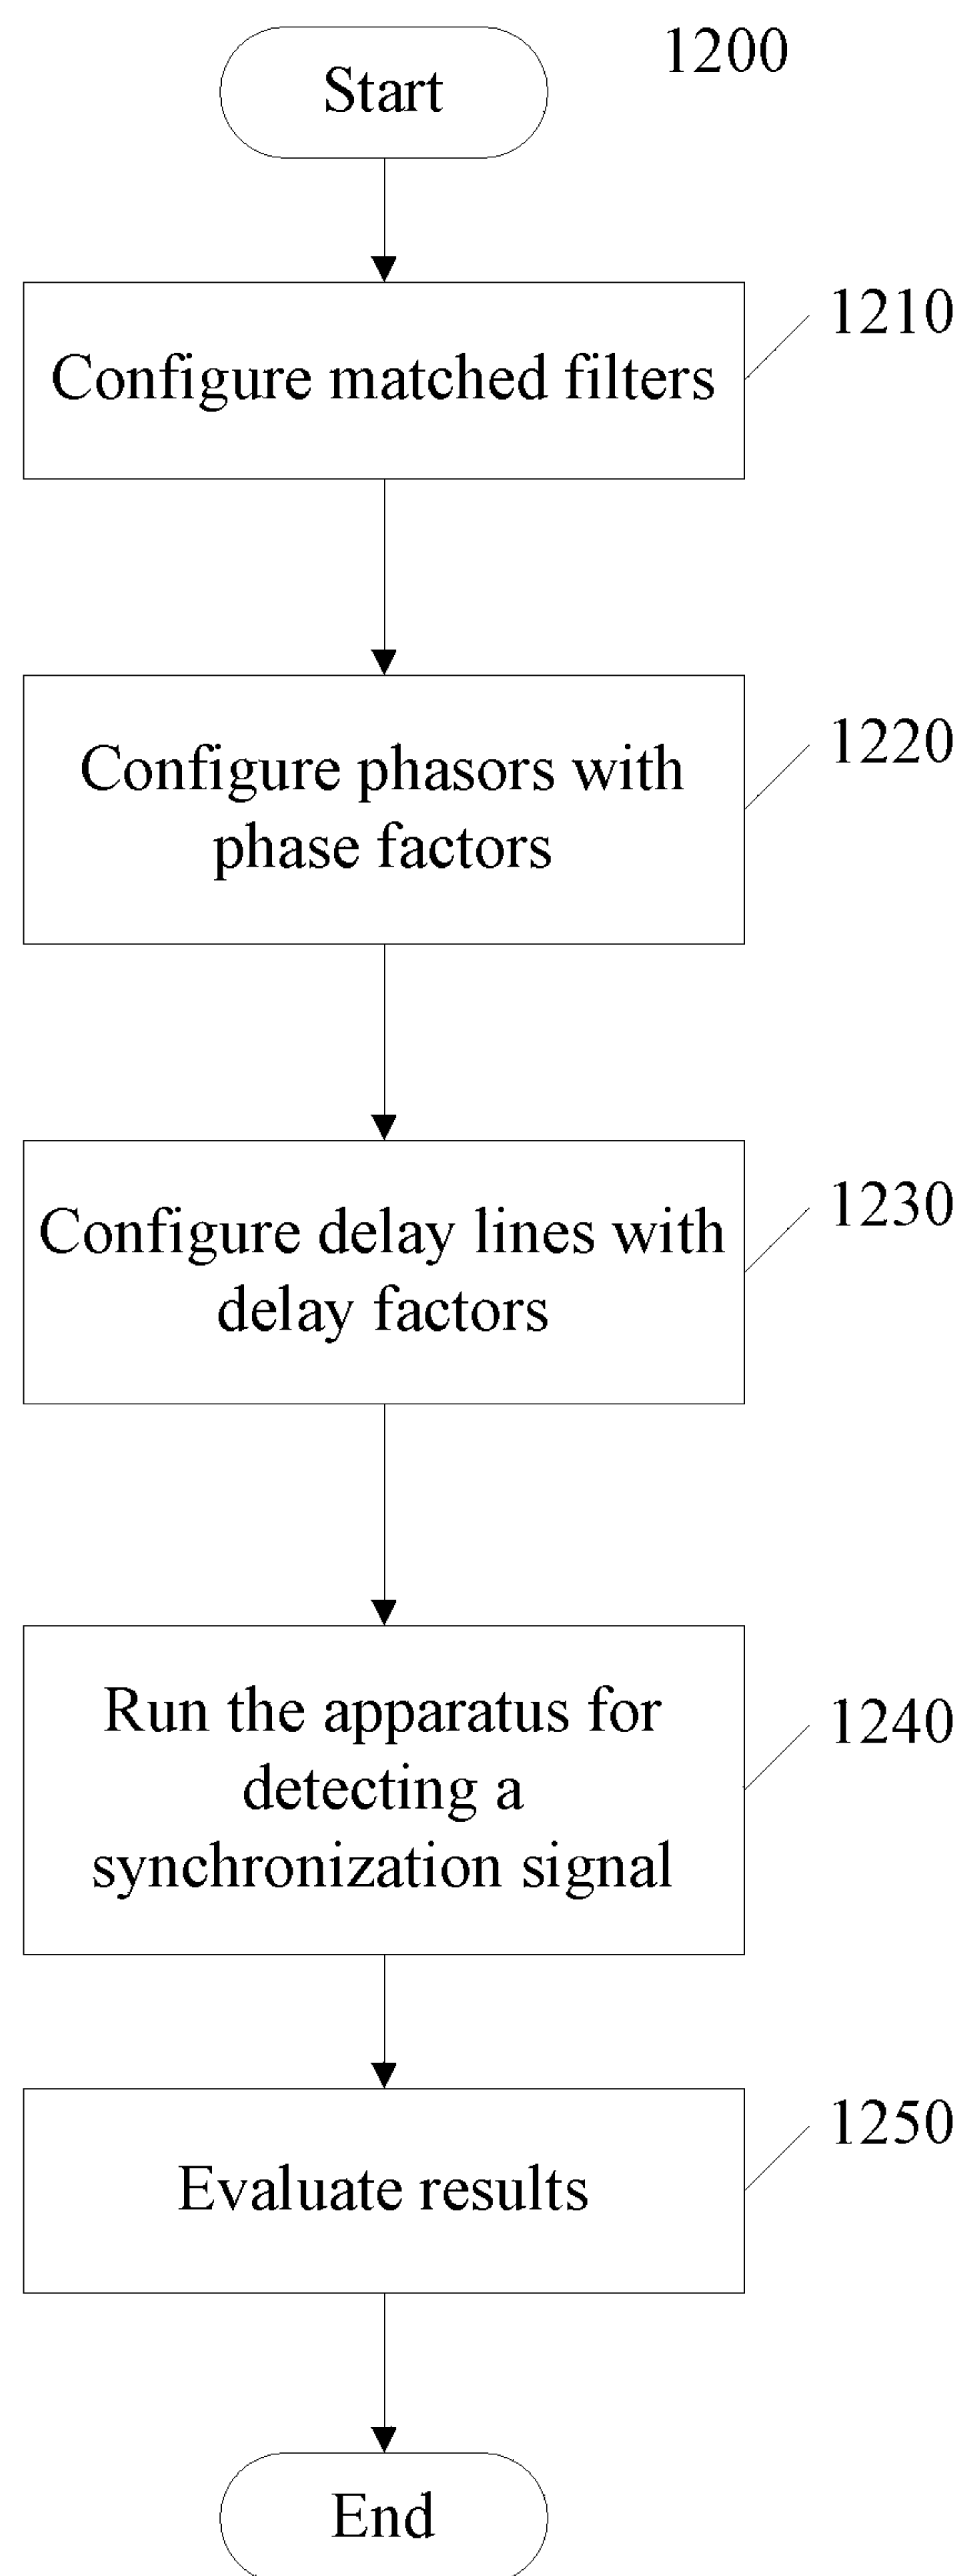 1200
Start
1210
Configure matched filters
1220
Configure phasors with
phase factors
1230
Configure delay lines with
delay factors
1240
Run the apparatus for
detecting a
synchronization signal
1250
Evaluate results
End